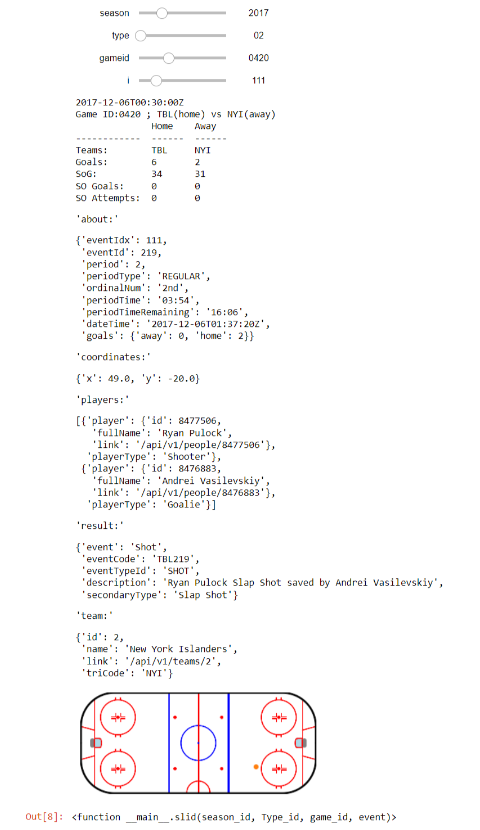 season 2017
type 02
gameid 0420
i 111
2017-12-06T00:30:00Z
Game ID:0420 ; TBL(home) vs NYI(away)
Home Away
------------ ------ ------
Teams: TBL NYI
Goals: 6 2
SoG: 34 31
SO Goals: 0 0
SO Attempts: 0 0
'about:'
{'eventIdx': 111,
'eventId': 219,
'period': 2,
'periodType': 'REGULAR',
'ordinalNum': '2nd',
'periodTime': '03:54',
'periodTimeRemaining': '16:06',
'dateTime': '2017-12-06T01:37:20Z',
'goals': {'away': 0, 'home': 2}}
'coordinates:'
{'x': 49.0, 'y': -20.0}
'players:'
[{'player': {'id': 8477506,
'fullName': 'Ryan Pulock',
'link': '/api/v1/people/8477506'},
'playerType': 'Shooter'},
{'player': {'id': 8476883,
'fullName': 'Andrei Vasilevskiy',
'link': '/api/v1/people/8476883'},
'playerType': 'Goalie'}]
'result:'
{'event': 'Shot',
'eventCode': 'TBL219',
'eventTypeId': 'SHOT',
'description': 'Ryan Pulock Slap Shot saved by Andrei Vasilevskiy',
'secondaryType': 'Slap Shot'}
'team:'
{'id': 2,
'name': 'New York Islanders',
'link': '/api/v1/teams/2',
'triCode': 'NYI'}
Out[8]: <function __main__.slid(season_id, Type_id, game_id, event)>